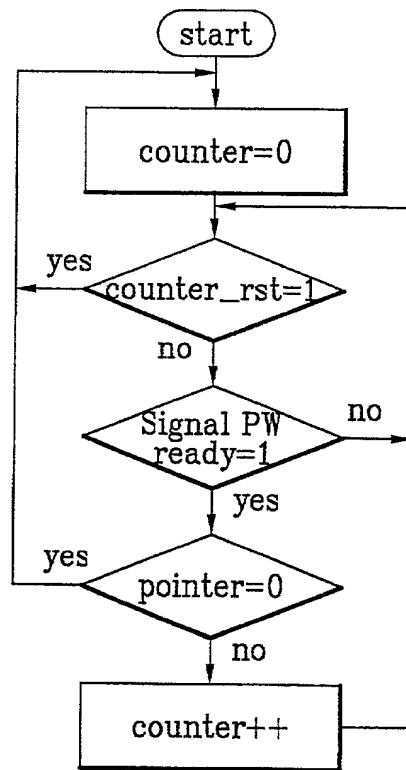 start
counter=0
yes
counter_rst=1
no
Signal PW
ready=1
no
yes
yes
pointer=0
no
counter++